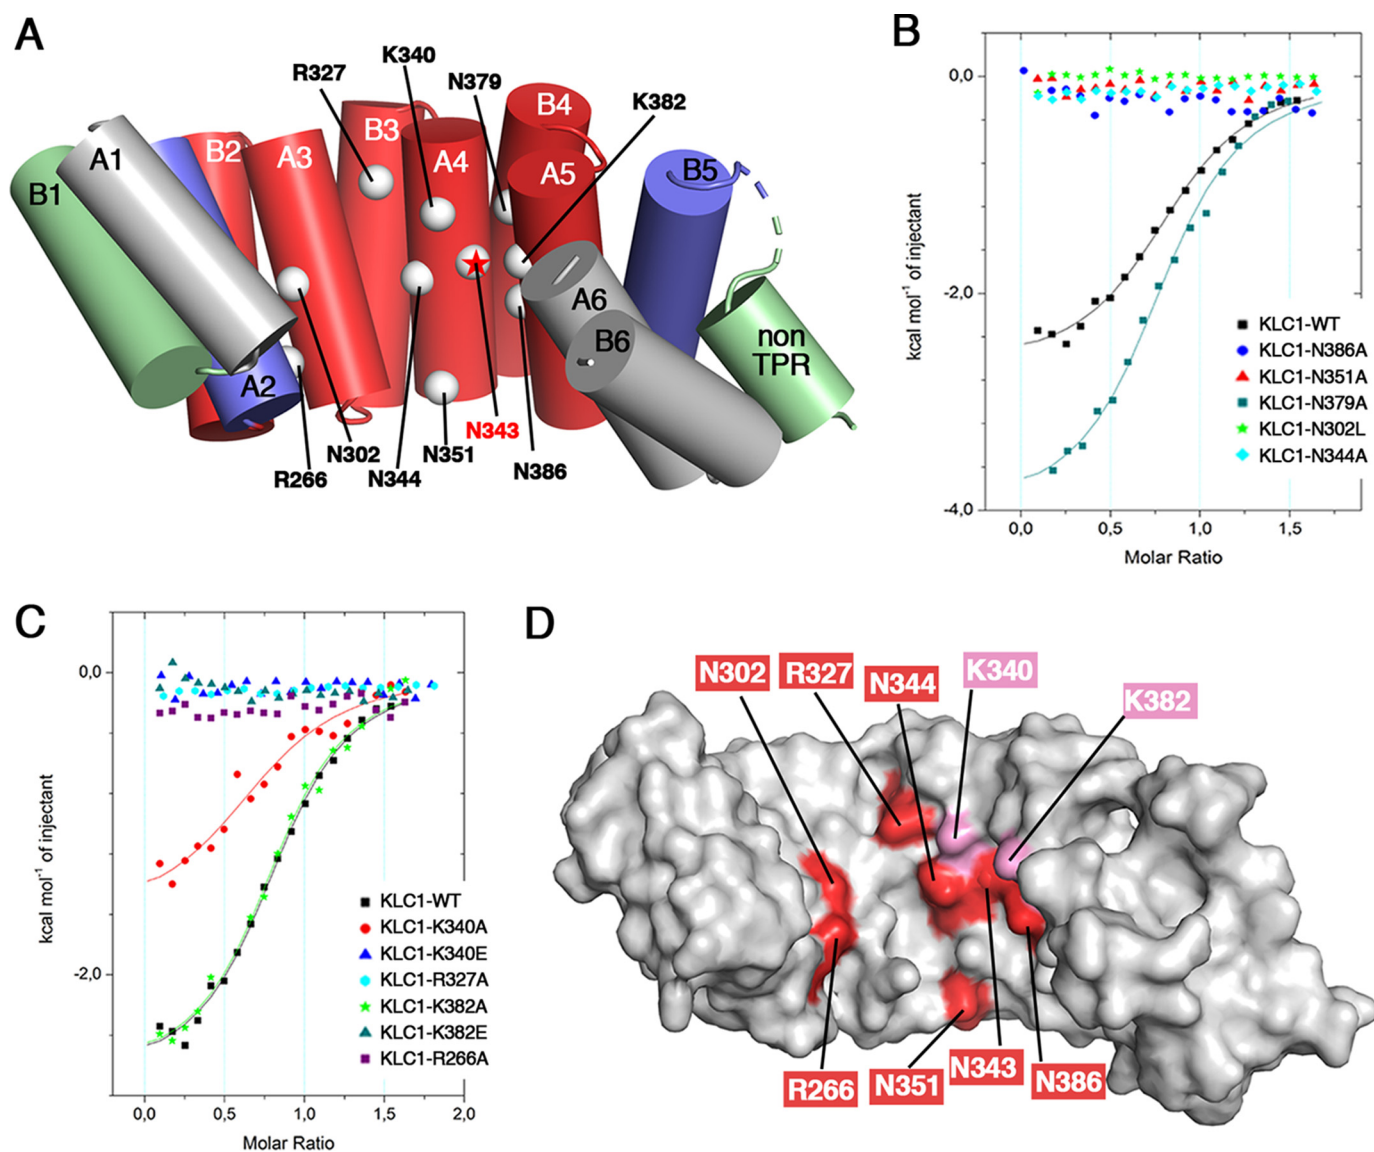 A
K340
R327
N379
B4
K382
B3
B2
A3
A4
A5
A1
B5
B1
A6
B6
non
TPR
A2
N343
N302
N351
N386
R266
N344
B
0,0
-2,0
-4,0
kcal mol⁻¹ of injectant
KLC1-WT
KLC1-N386A
KLC1-N351A
KLC1-N379A
KLC1-N302L
KLC1-N344A
0,0
0,5
1,0
1,5
Molar Ratio
C
0,0
-2,0
kcal mol⁻¹ of injectant
KLC1-WT
KLC1-K340A
KLC1-K340E
KLC1-R327A
KLC1-K382A
KLC1-K382E
KLC1-R266A
0,0
0,5
1,0
1,5
2,0
Molar Ratio
D
N302
R327
N344
K340
K382
R266
N351
N343
N386